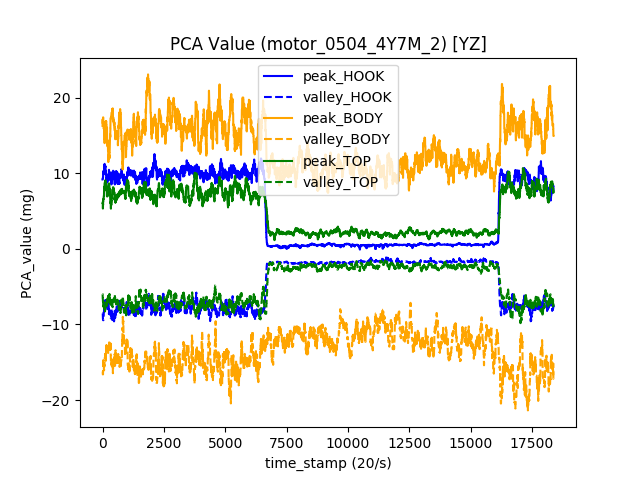 PCA Value (motor_0504_4Y7M_2) [YZ]
peak_HOOK
valley_HOOK
peak_BODY
valley_BODY
peak_TOP
valley_TOP
PCA_value (mg)
20
10
0
−10
−20
0 2500 5000 7500 10000 12500 15000 17500
time_stamp (20/s)